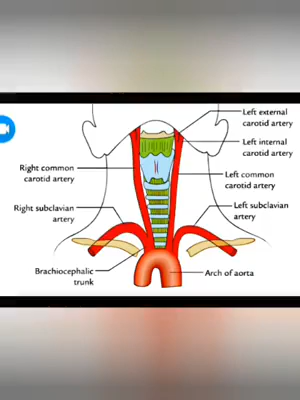 Left external
carotid artery
Left internal
carotid artery
Right common
carotid artery
Left common
carotid artery
Right subclavian
artery
Left subclavian
artery
Brachiocephalic
trunk
Arch of aorta